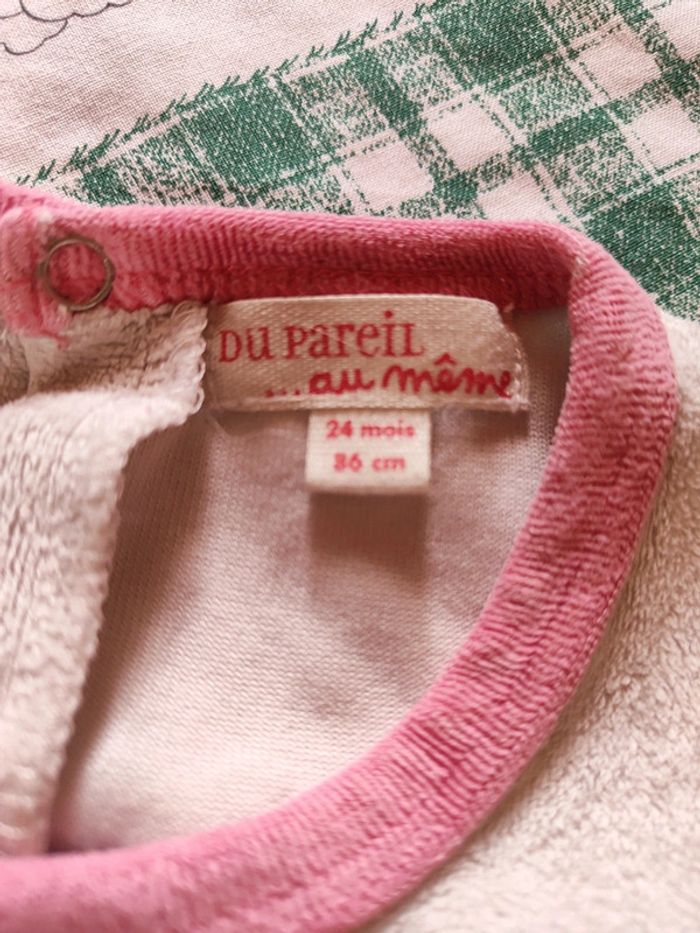 Du Pareil
...au même
24 mois
86 cm